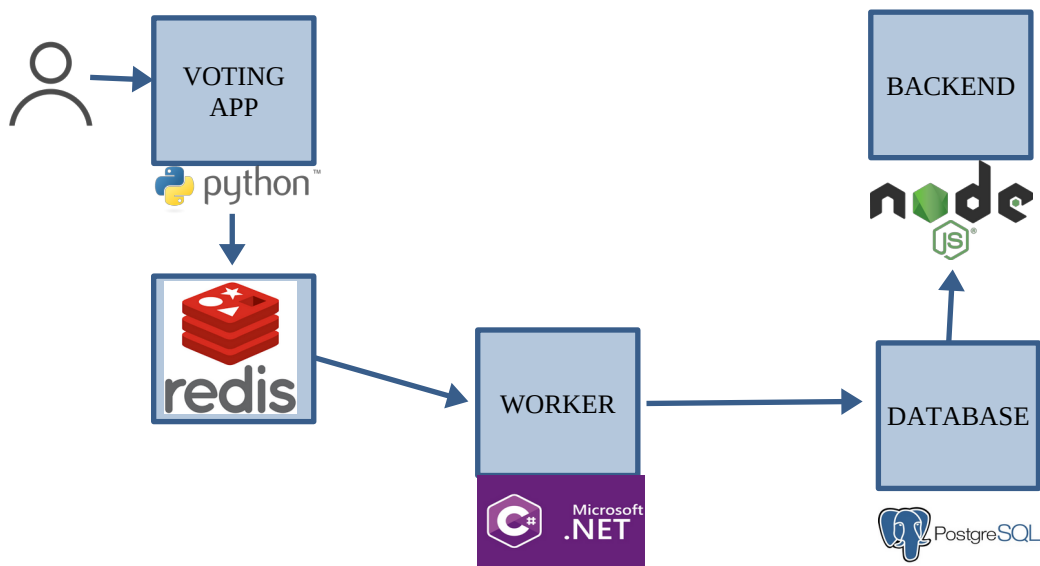 VOTING
APP
python™
redis
WORKER
C#
Microsoft
.NET
BACKEND
node
JS®
DATABASE
PostgreSQL